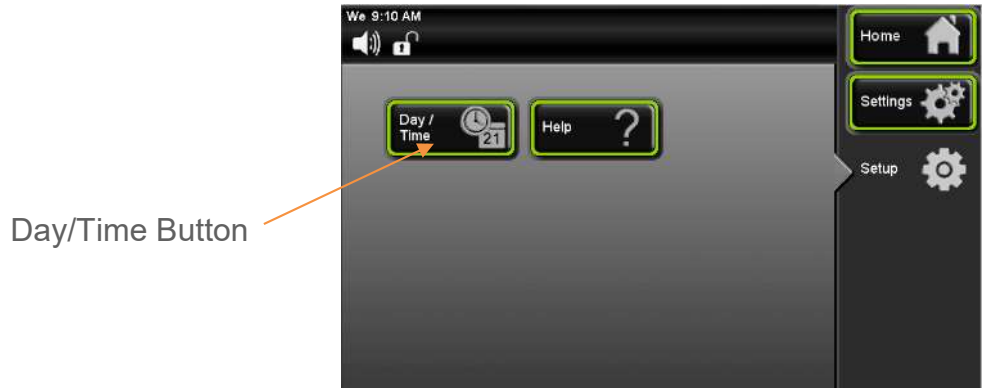 We 9:10 AM
Home
Settings
Day /
Time
21
Help
?
Setup
Day/Time Button